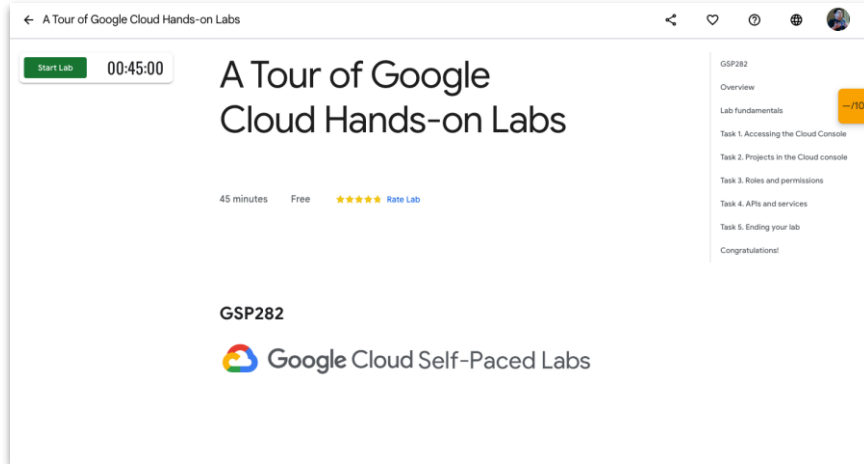 A Tour of Google Cloud Hands-on Labs
Start Lab
00:45:00
A Tour of Google
Cloud Hands-on Labs
45 minutes
Free
Rate Lab
GSP282
Google Cloud Self-Paced Labs
GSP282
Overview
Lab fundamentals
Task 1. Accessing the Cloud Console
Task 2. Projects in the Cloud console
Task 3. Roles and permissions
Task 4. APIs and services
Task 5. Ending your lab
Congratulations!
—/10